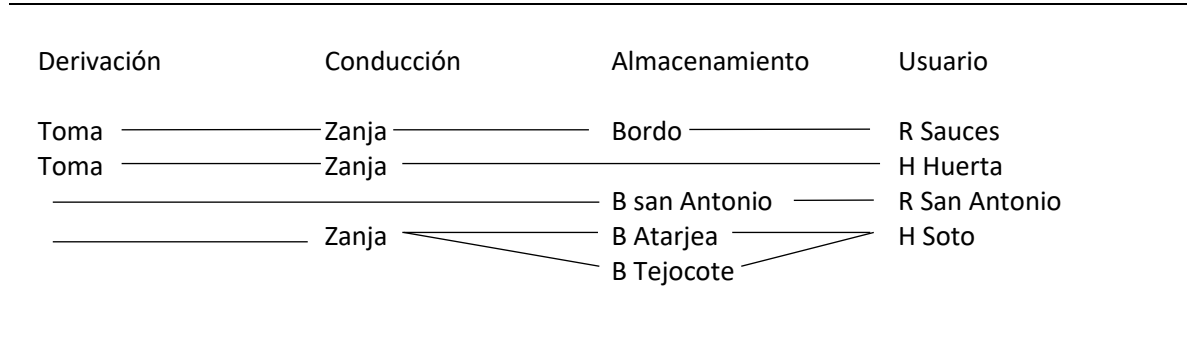 Derivación Conducción Almacenamiento Usuario
Toma Zanja Bordo R Sauces
Toma Zanja H Huerta
B san Antonio R San Antonio
Zanja B Atarjea H Soto
B Tejocote